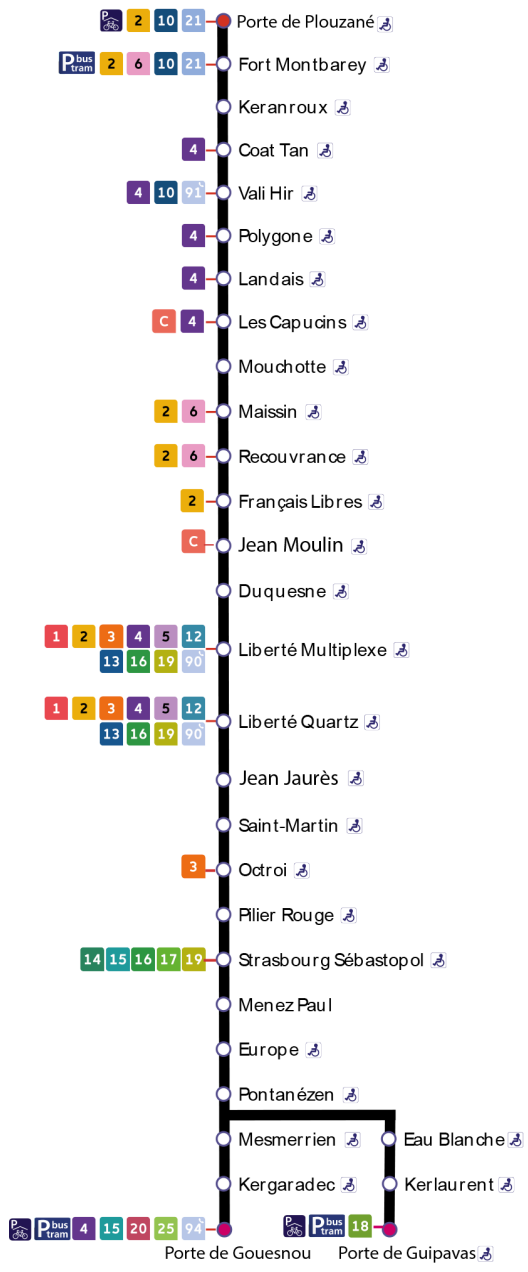 P 2 10 21 Porte de Plouzané
P bus tram 2 6 10 21 Fort Montbarey
Keranroux
4 Coat Tan
4 10 91 Vali Hir
4 Polygone
4 Landais
C 4 Les Capucins
Mouchotte
2 6 Maissin
2 6 Recouvrance
2 Français Libres
C Jean Moulin
Duquesne
1 2 3 4 5 12
13 16 19 90
Liberté Multiplexe
1 2 3 4 5 12
13 16 19 90
Liberté Quartz
Jean Jaurès
Saint-Martin
3 Octroi
Pilier Rouge
14 15 16 17 19 Strasbourg Sébastopol
Menez Paul
Europe
Pontanézen
Mesmerrien Eau Blanche
Kergaradec Kerlaurent
P P bus tram 4 15 20 25 94 P P bus tram 18
Porte de Gouesnou Porte de Guipavas